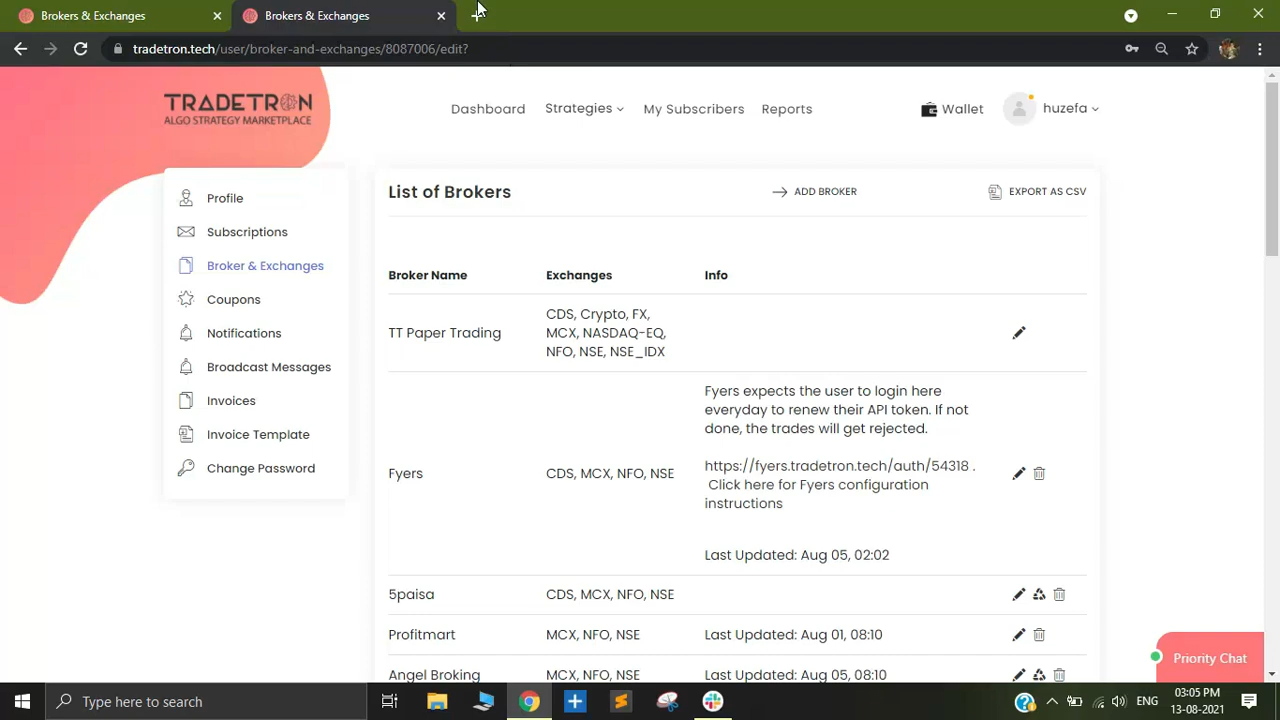 Brokers & Exchanges
Brokers & Exchanges
tradetron.tech/user/broker-and-exchanges/8087006/edit?
TRADETRON
ALGO STRATEGY MARKETPLACE
Dashboard
Strategies
My Subscribers
Reports
Wallet
huzefa
Profile
Subscriptions
Broker & Exchanges
Coupons
Notifications
Broadcast Messages
Invoices
Invoice Template
Change Password
List of Brokers
ADD BROKER
EXPORT AS CSV
Broker Name
Exchanges
Info
TT Paper Trading
CDS, Crypto, FX,
MCX, NASDAQ-EQ,
NFO, NSE, NSE_IDX
Fyers
CDS, MCX, NFO, NSE
Fyers expects the user to login here
everyday to renew their API token. If not
done, the trades will get rejected.
https://fyers.tradetron.tech/auth/54318 .
Click here for Fyers configuration
instructions
Last Updated: Aug 05, 02:02
5paisa
CDS, MCX, NFO, NSE
Profitmart
MCX, NFO, NSE
Last Updated: Aug 01, 08:10
Angel Broking
MCX, NFO, NSE
Last Updated: Aug 05, 08:10
Priority Chat
Type here to search
ENG
03:05 PM
13-08-2021